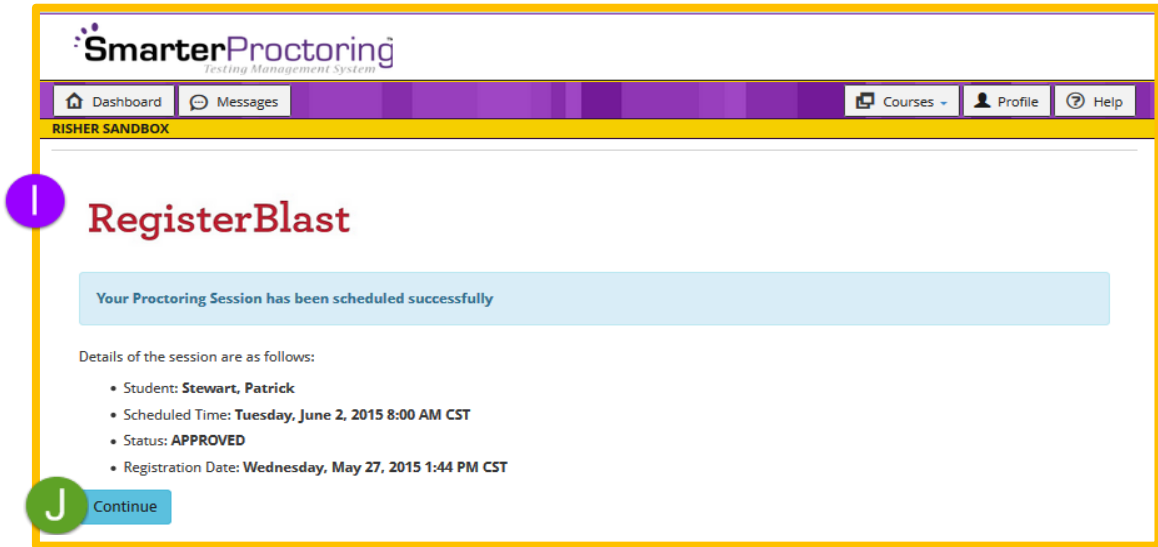 SmarterProctoring
Testing Management System
Dashboard Messages Courses Profile Help
RISHER SANDBOX
I
RegisterBlast
Your Proctoring Session has been scheduled successfully
Details of the session are as follows:
• Student: Stewart, Patrick
• Scheduled Time: Tuesday, June 2, 2015 8:00 AM CST
• Status: APPROVED
• Registration Date: Wednesday, May 27, 2015 1:44 PM CST
J Continue